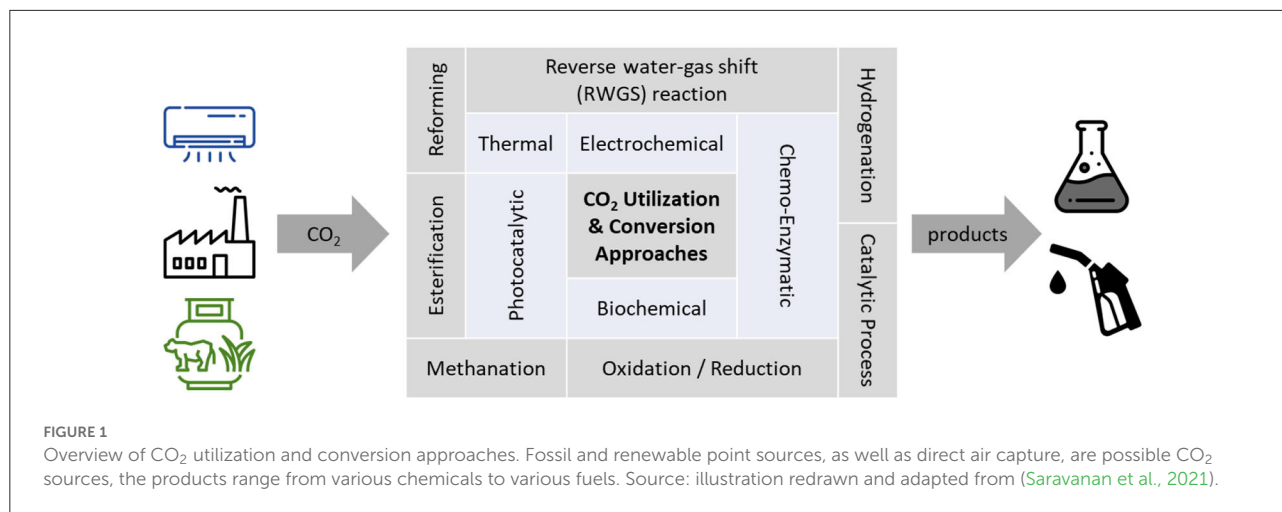 CO₂
Reforming
Reverse water-gas shift
(RWGS) reaction
Hydrogenation
Thermal
Electrochemical
Chemo-Enzymatic
Esterification
Photocatalytic
CO₂ Utilization
& Conversion
Approaches
Biochemical
Catalytic Process
Methanation
Oxidation / Reduction
products
FIGURE 1
Overview of CO₂ utilization and conversion approaches. Fossil and renewable point sources, as well as direct air capture, are possible CO₂
sources, the products range from various chemicals to various fuels. Source: illustration redrawn and adapted from (Saravanan et al., 2021).